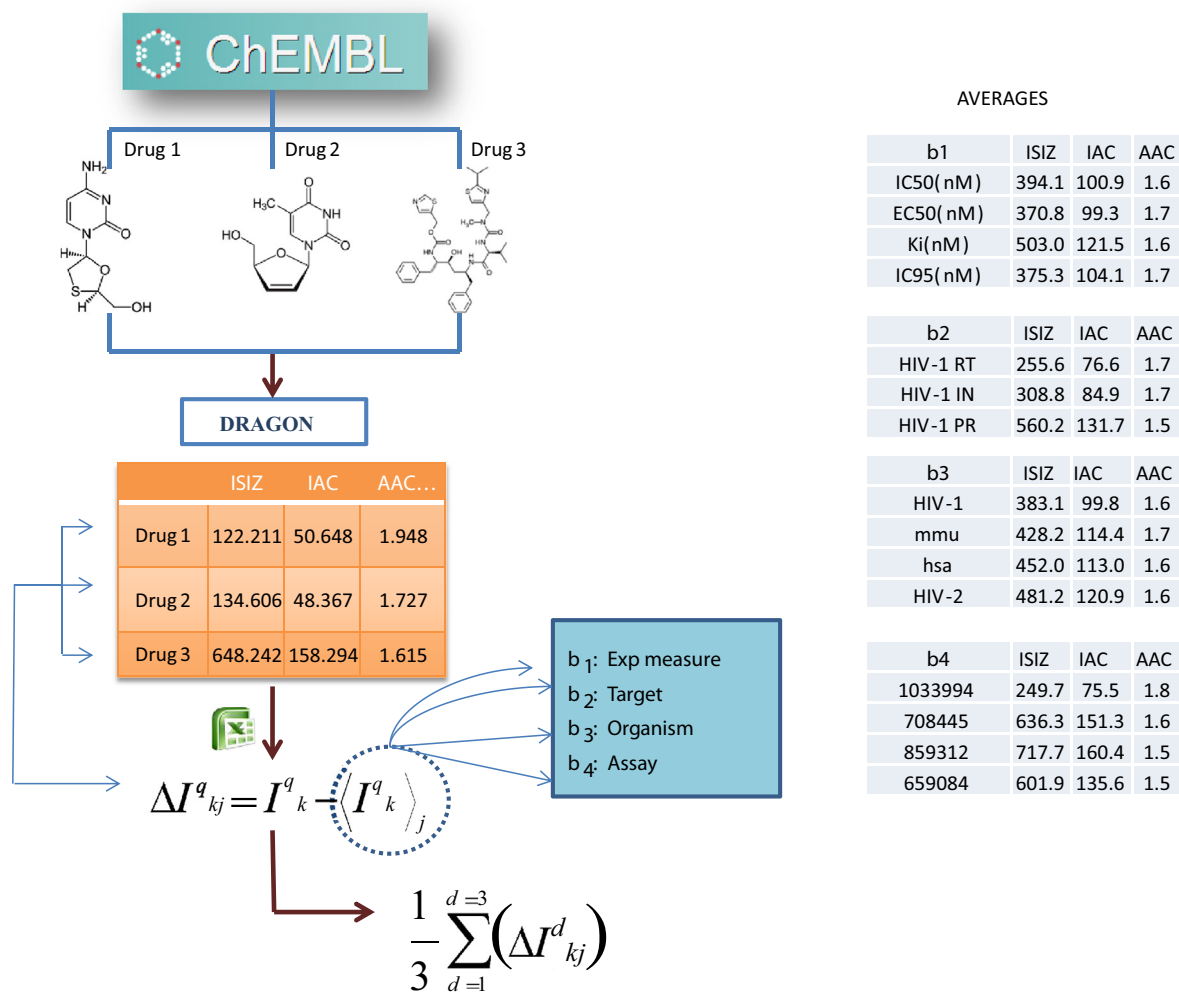 ChEMBL
Drug 1
Drug 2
Drug 3
NH₂
N
N
O
H
O
S
H
OH
O
H₃C
NH
N
O
HO
O
N
S
N
S
N
H₃C
O
NH
O
O
HN
OH
H
N
O
DRAGON
ISIZ IAC AAC...
Drug 1 122.211 50.648 1.948
Drug 2 134.606 48.367 1.727
Drug 3 648.242 158.294 1.615
b 1: Exp measure
b 2: Target
b 3: Organism
b 4: Assay
X
ΔI^q_kj = I^q_k − ⟨I^q_k⟩_j
1/3 ∑_{d=1}^{d=3} (ΔI^d_kj)
AVERAGES
b1 ISIZ IAC AAC
IC50(nM) 394.1 100.9 1.6
EC50(nM) 370.8 99.3 1.7
Ki(nM) 503.0 121.5 1.6
IC95(nM) 375.3 104.1 1.7
b2 ISIZ IAC AAC
HIV-1 RT 255.6 76.6 1.7
HIV-1 IN 308.8 84.9 1.7
HIV-1 PR 560.2 131.7 1.5
b3 ISIZ IAC AAC
HIV-1 383.1 99.8 1.6
mmu 428.2 114.4 1.7
hsa 452.0 113.0 1.6
HIV-2 481.2 120.9 1.6
b4 ISIZ IAC AAC
1033994 249.7 75.5 1.8
708445 636.3 151.3 1.6
859312 717.7 160.4 1.5
659084 601.9 135.6 1.5